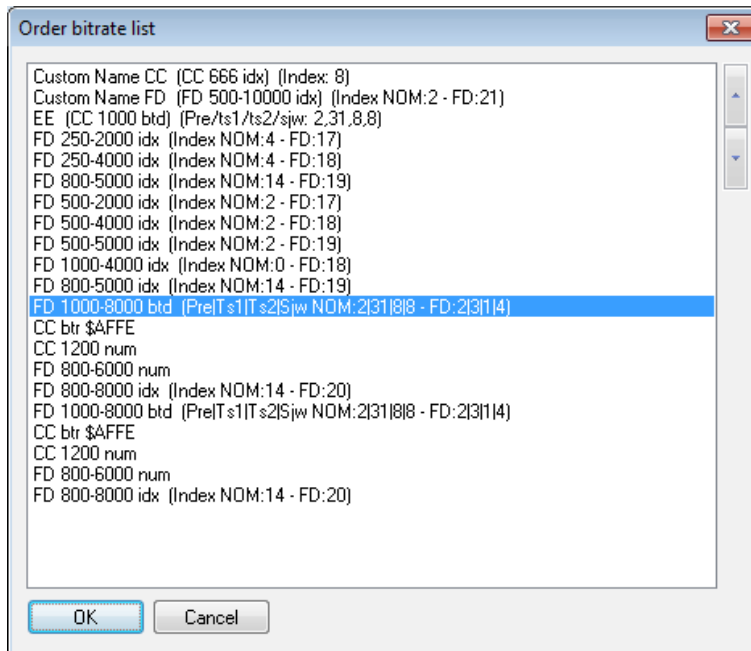 Order bitrate list
Custom Name CC (CC 666 idx) (Index: 8)
Custom Name FD (FD 500-10000 idx) (Index NOM:2 - FD:21)
EE (CC 1000 btd) (Pre/ts1/ts2/sjw: 2,31,8,8)
FD 250-2000 idx (Index NOM:4 - FD:17)
FD 250-4000 idx (Index NOM:4 - FD:18)
FD 800-5000 idx (Index NOM:14 - FD:19)
FD 500-2000 idx (Index NOM:2 - FD:17)
FD 500-4000 idx (Index NOM:2 - FD:18)
FD 500-5000 idx (Index NOM:2 - FD:19)
FD 1000-4000 idx (Index NOM:0 - FD:18)
FD 800-5000 idx (Index NOM:14 - FD:19)
FD 1000-8000 btd (Pre|Ts1|Ts2|Sjw NOM:2|31|8|8 - FD:2|3|1|4)
CC btr $AFFE
CC 1200 num
FD 800-6000 num
FD 800-8000 idx (Index NOM:14 - FD:20)
FD 1000-8000 btd (Pre|Ts1|Ts2|Sjw NOM:2|31|8|8 - FD:2|3|1|4)
CC btr $AFFE
CC 1200 num
FD 800-6000 num
FD 800-8000 idx (Index NOM:14 - FD:20)
OK Cancel